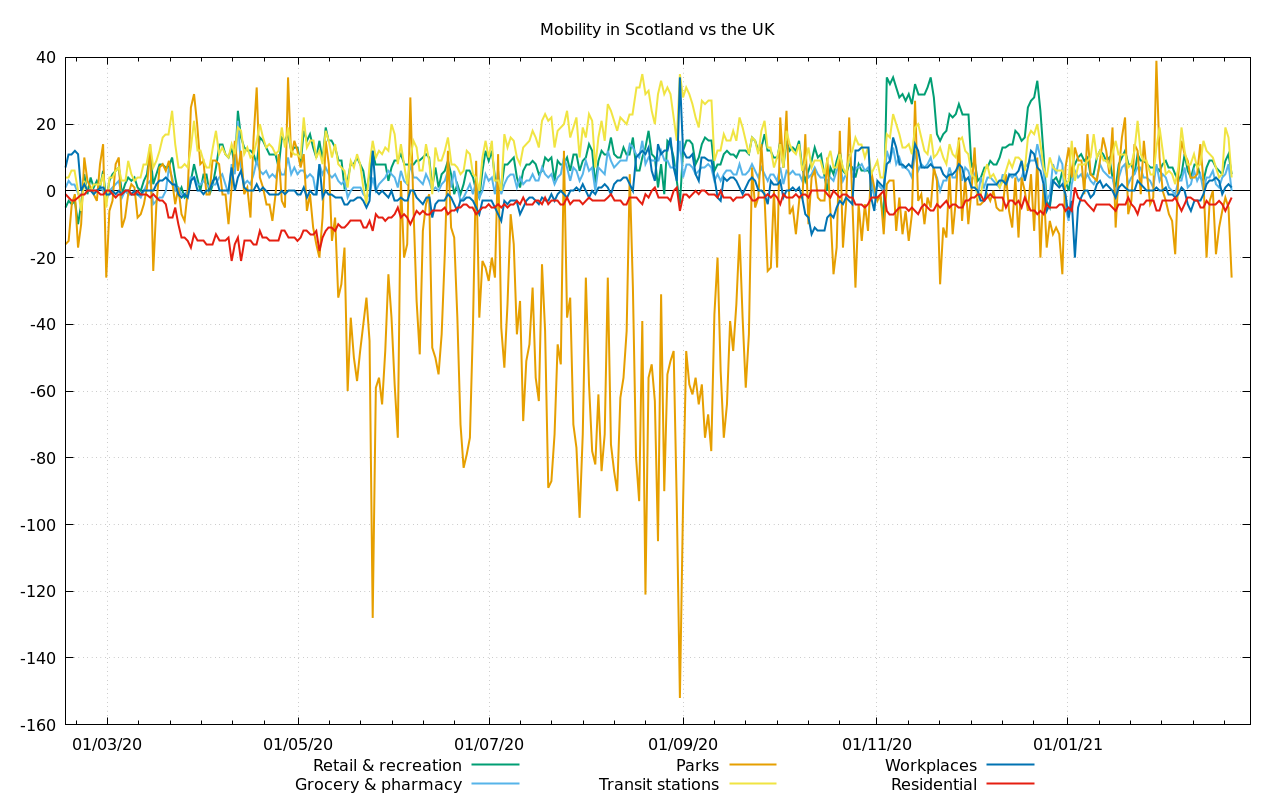 Mobility in Scotland vs the UK
40
20
0
-20
-40
-60
-80
-100
-120
-140
-160
01/03/20 01/05/20 01/07/20 01/09/20 01/11/20 01/01/21
Retail & recreation Parks Workplaces
Grocery & pharmacy Transit stations Residential